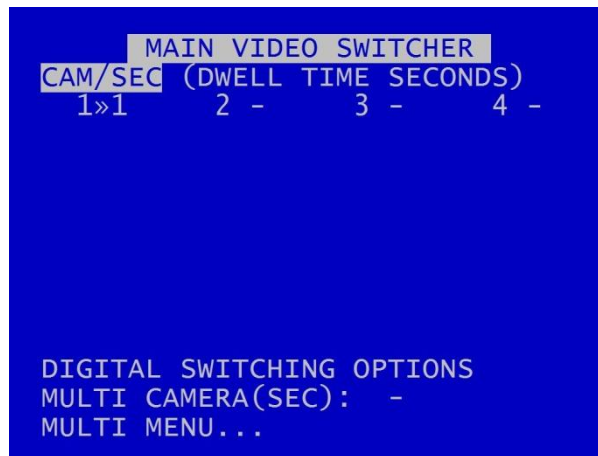 MAIN VIDEO SWITCHER
CAM/SEC (DWELL TIME SECONDS)
1»1 2 - 3 - 4 -
DIGITAL SWITCHING OPTIONS
MULTI CAMERA(SEC): -
MULTI MENU...